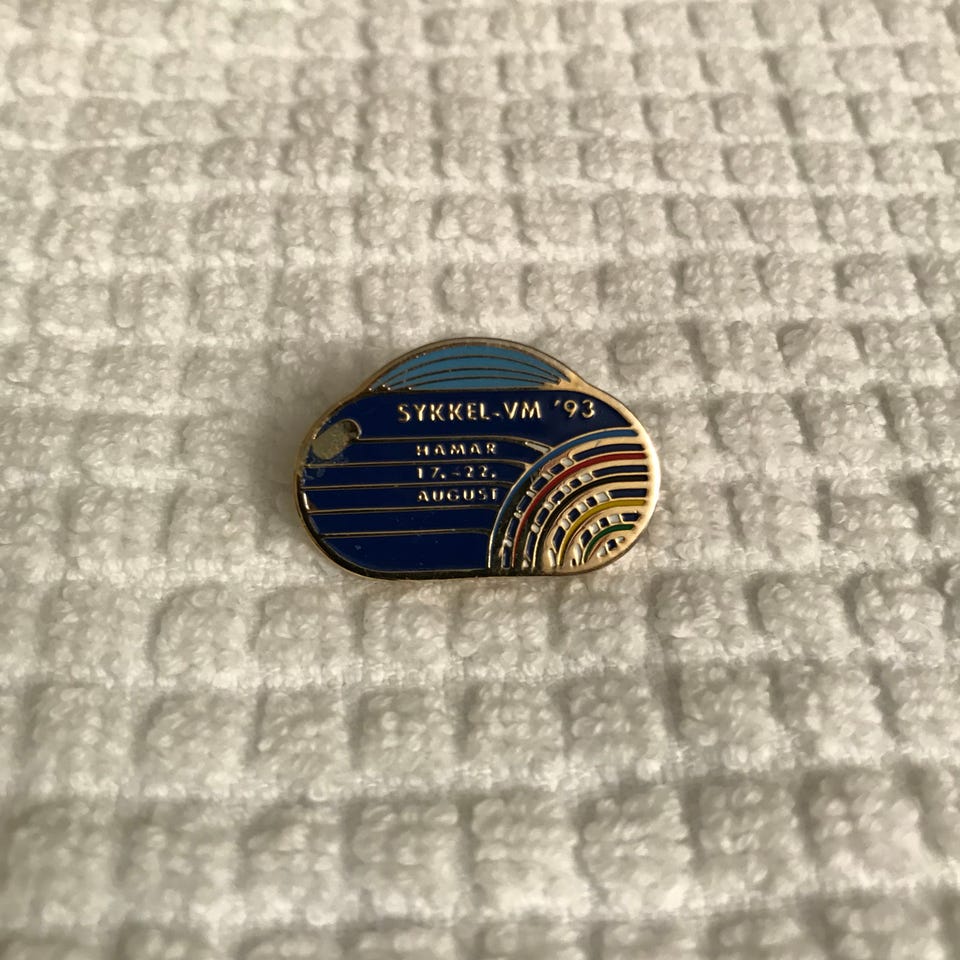 SYKKEL-VM '93
HAMAR
17.-22.
AUGUST